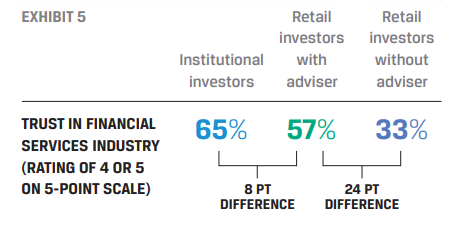 EXHIBIT 5
Institutional
investors
Retail
investors
with
adviser
Retail
investors
without
adviser
TRUST IN FINANCIAL
SERVICES INDUSTRY
(RATING OF 4 OR 5
ON 5-POINT SCALE)
65%
57%
33%
8 PT
DIFFERENCE
24 PT
DIFFERENCE